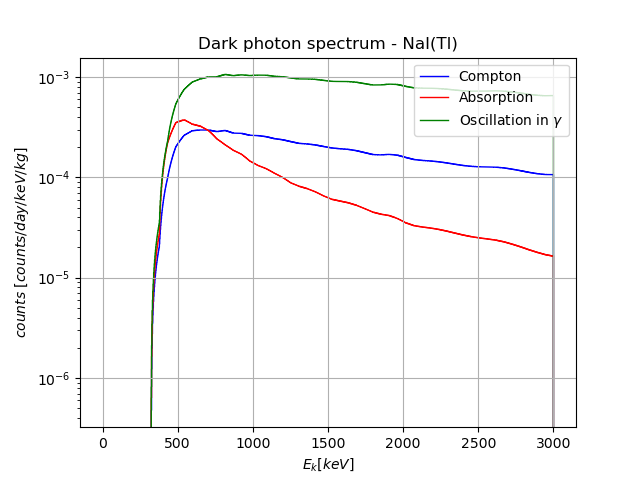 Dark photon spectrum - NaI(Tl)
Compton
Absorption
Oscillation in γ
10⁻³
10⁻⁴
10⁻⁵
10⁻⁶
counts [counts/day/keV/kg]
0 500 1000 1500 2000 2500 3000
Eₖ[keV]